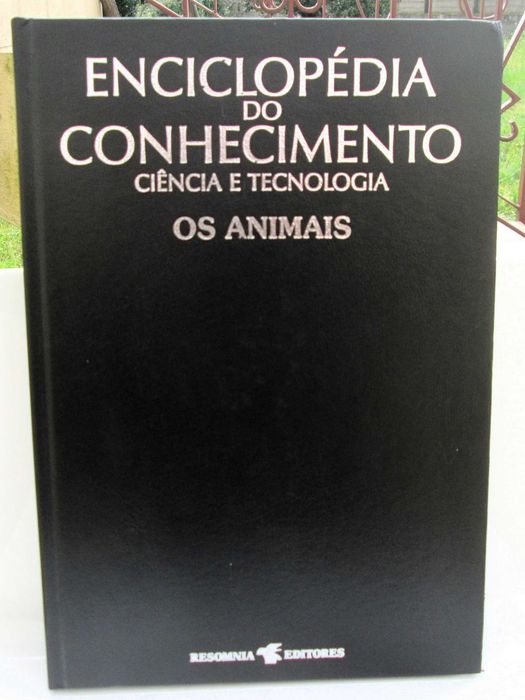 ENCICLOPÉDIA
DO
CONHECIMENTO
CIÊNCIA E TECNOLOGIA
OS ANIMAIS
RESOMNIA EDITORES